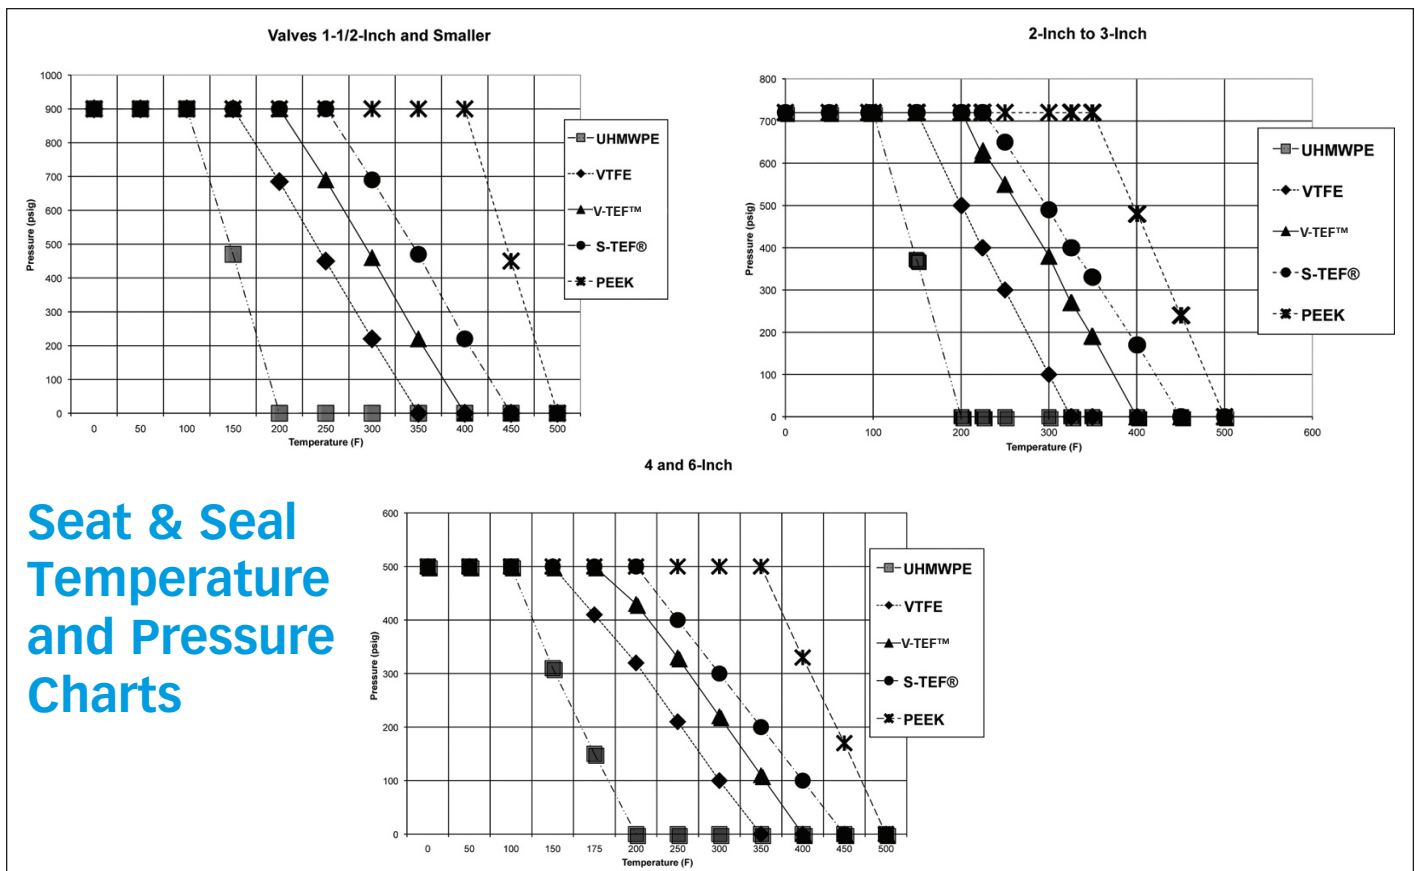 Valves 1-1/2-Inch and Smaller
1000
900
800
700
600
500
400
300
200
100
0
Pressure (psig)
0 50 100 150 200 250 300 350 400 450 500
Temperature (F)
UHMWPE
VTFE
V-TEF™
S-TEF®
PEEK
2-Inch to 3-Inch
800
700
600
500
400
300
200
100
0
Pressure (psig)
0 100 200 300 400 500 600
Temperature (F)
UHMWPE
VTFE
V-TEF™
S-TEF®
PEEK
Seat & Seal
Temperature
and Pressure
Charts
4 and 6-Inch
600
500
400
300
200
100
0
Pressure (psig)
0 50 100 150 175 200 250 300 350 400 450 500
Temperature (F)
UHMWPE
VTFE
V-TEF™
S-TEF®
PEEK